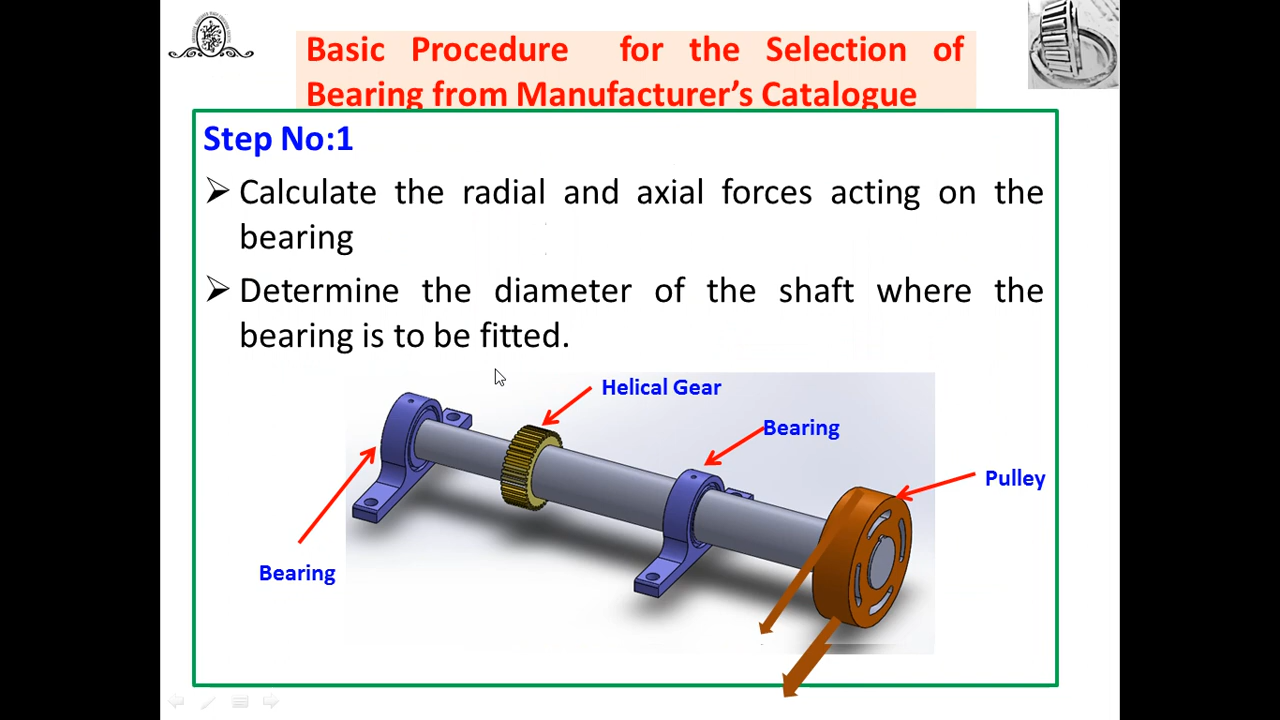 Basic Procedure for the Selection of
Bearing from Manufacturer's Catalogue
Step No:1
➢ Calculate the radial and axial forces acting on the
bearing
➢ Determine the diameter of the shaft where the
bearing is to be fitted.
Helical Gear
Bearing
Pulley
Bearing